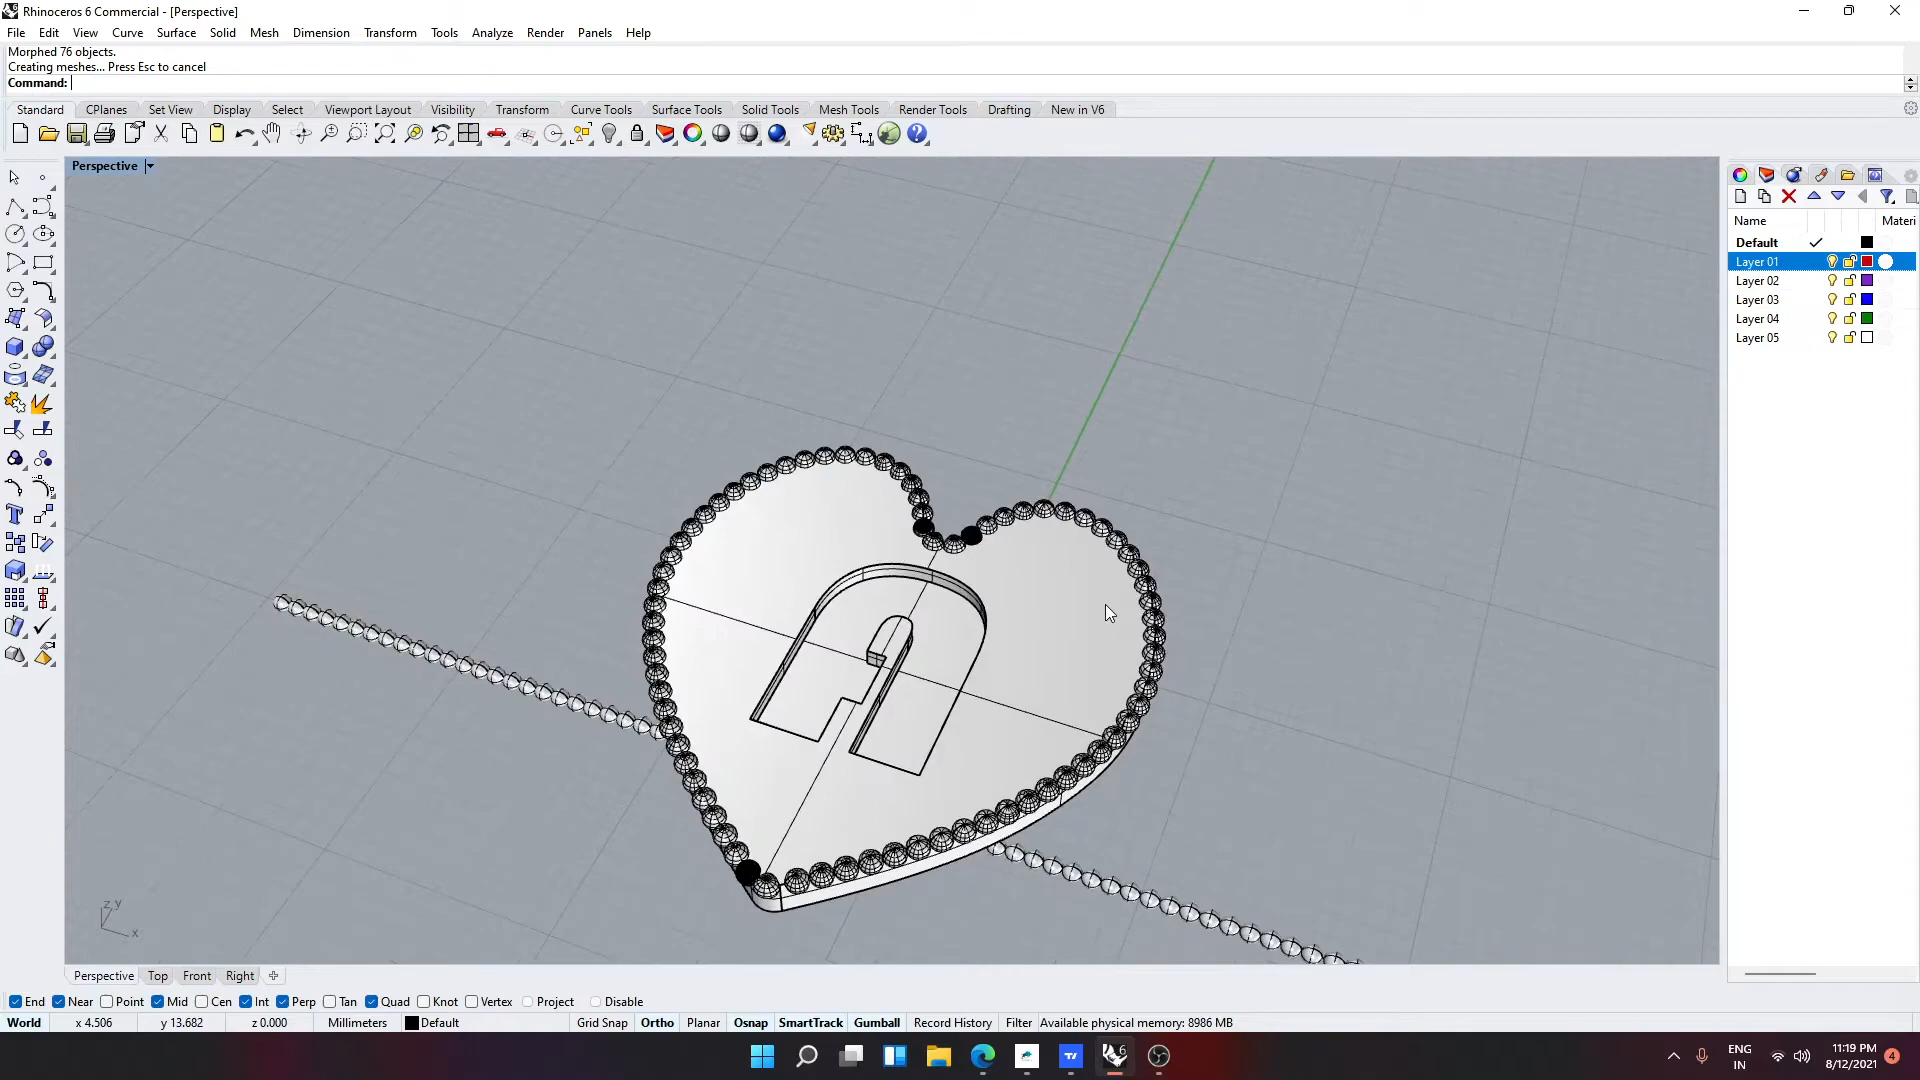 Rhinoceros 6 Commercial - [Perspective]
File Edit View Curve Surface Solid Mesh Dimension Transform Tools Analyze Render Panels Help
Morphed 76 objects.
Creating meshes... Press Esc to cancel
Command:
Standard CPlanes Set View Display Select Viewport Layout Visibility Transform Curve Tools Surface Tools Solid Tools Mesh Tools Render Tools Drafting New in V6
Perspective
Name Materi
Default
Layer 01
Layer 02
Layer 03
Layer 04
Layer 05
z y
x
Perspective Top Front Right
End Near Point Mid Cen Int Perp Tan Quad Knot Vertex Project Disable
World x 4.506 y 13.682 z 0.000 Millimeters Default Grid Snap Ortho Planar Osnap SmartTrack Gumball Record History Filter Available physical memory: 8986 MB
ENG
IN
11:19 PM
8/12/2021
4